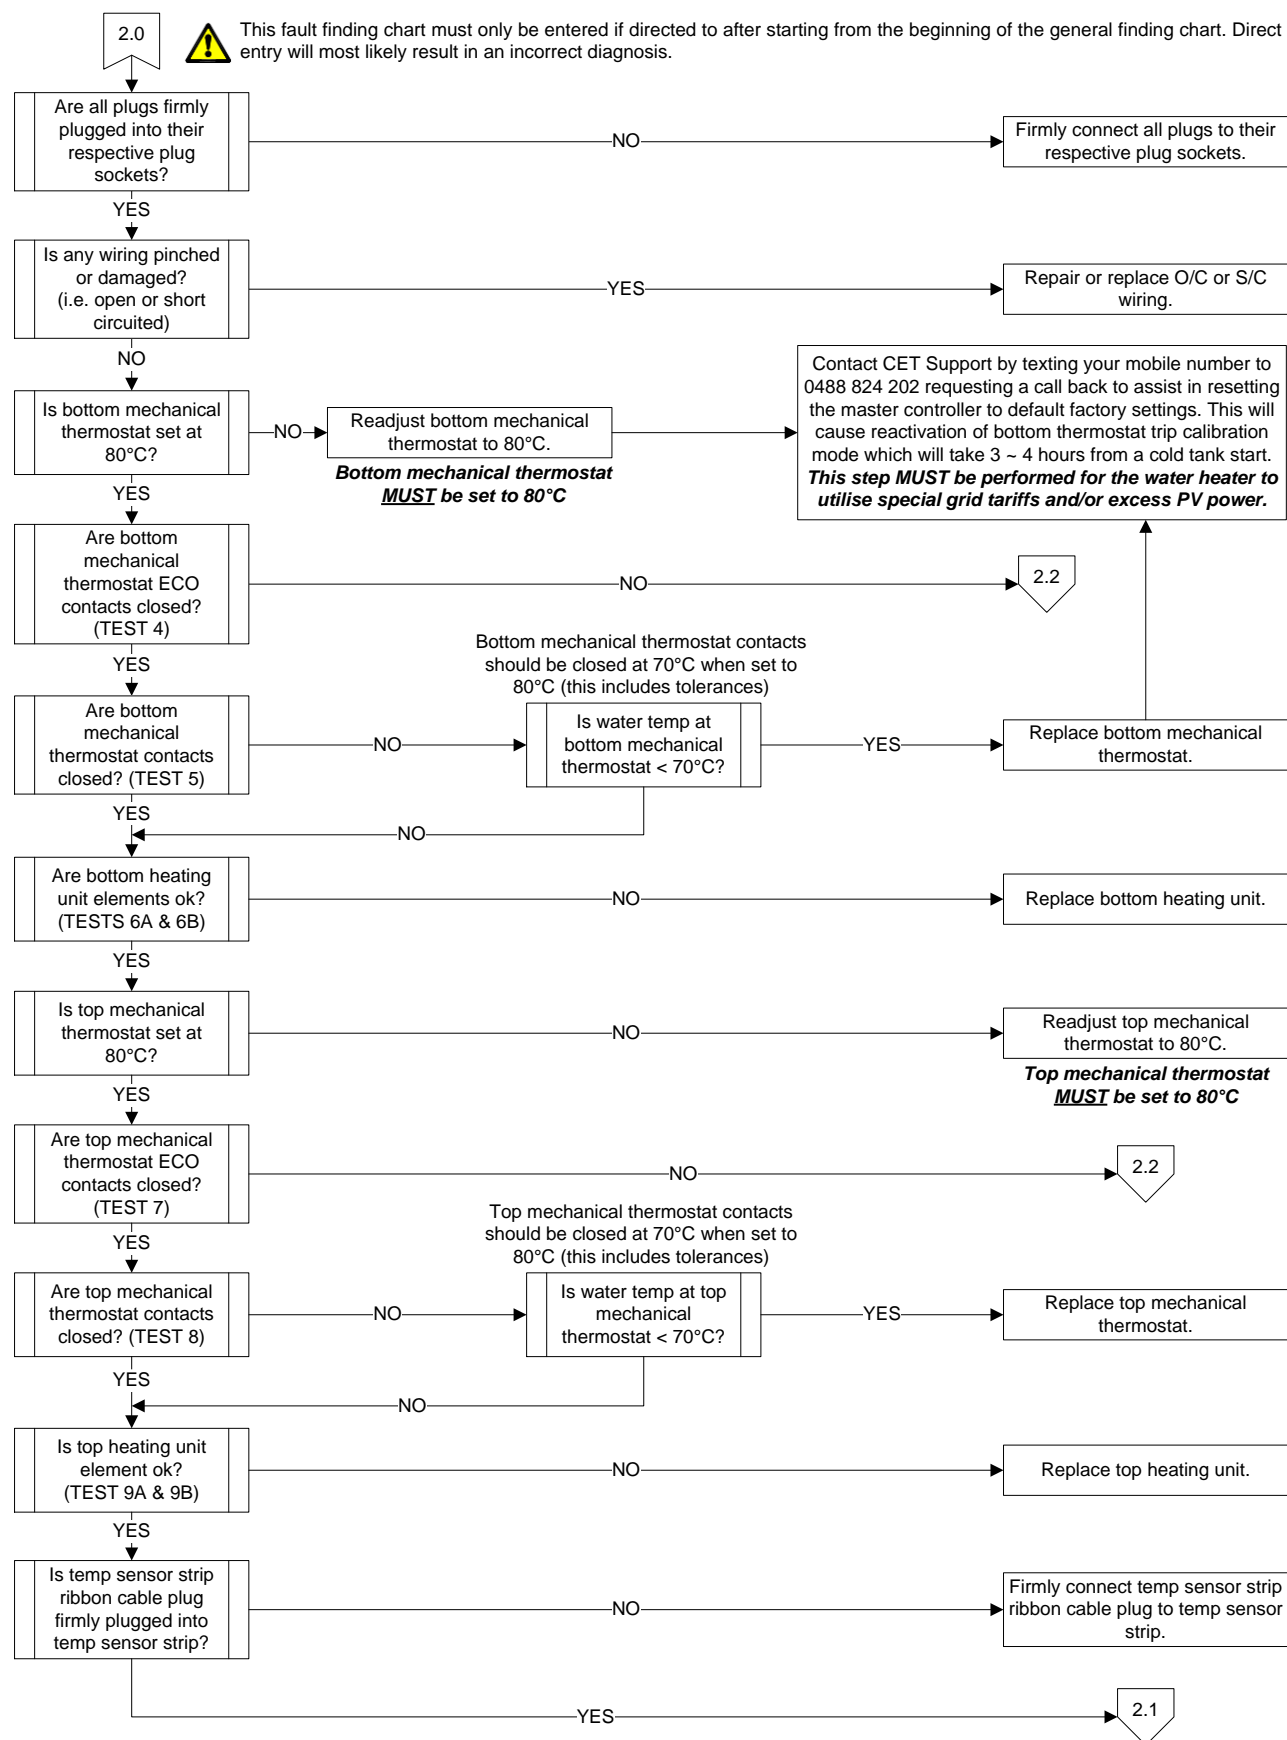 2.0
This fault finding chart must only be entered if directed to after starting from the beginning of the general finding chart. Direct
entry will most likely result in an incorrect diagnosis.
Are all plugs firmly
plugged into their
respective plug
sockets?
NO
Firmly connect all plugs to their
respective plug sockets.
YES
Is any wiring pinched
or damaged?
(i.e. open or short
circuited)
YES
Repair or replace O/C or S/C
wiring.
NO
Is bottom mechanical
thermostat set at
80°C?
NO
Readjust bottom mechanical
thermostat to 80°C.
Bottom mechanical thermostat
MUST be set to 80°C
Contact CET Support by texting your mobile number to
0488 824 202 requesting a call back to assist in resetting
the master controller to default factory settings. This will
cause reactivation of bottom thermostat trip calibration
mode which will take 3 ~ 4 hours from a cold tank start.
This step MUST be performed for the water heater to
utilise special grid tariffs and/or excess PV power.
YES
Are bottom
mechanical
thermostat ECO
contacts closed?
(TEST 4)
NO
2.2
YES
Bottom mechanical thermostat contacts
should be closed at 70°C when set to
80°C (this includes tolerances)
Are bottom
mechanical
thermostat contacts
closed? (TEST 5)
NO
Is water temp at
bottom mechanical
thermostat < 70°C?
YES
Replace bottom mechanical
thermostat.
YES
NO
Are bottom heating
unit elements ok?
(TESTS 6A & 6B)
NO
Replace bottom heating unit.
YES
Is top mechanical
thermostat set at
80°C?
NO
Readjust top mechanical
thermostat to 80°C.
Top mechanical thermostat
MUST be set to 80°C
YES
Are top mechanical
thermostat ECO
contacts closed?
(TEST 7)
NO
2.2
YES
Top mechanical thermostat contacts
should be closed at 70°C when set to
80°C (this includes tolerances)
Are top mechanical
thermostat contacts
closed? (TEST 8)
NO
Is water temp at top
mechanical
thermostat < 70°C?
YES
Replace top mechanical
thermostat.
YES
NO
Is top heating unit
element ok?
(TEST 9A & 9B)
NO
Replace top heating unit.
YES
Is temp sensor strip
ribbon cable plug
firmly plugged into
temp sensor strip?
NO
Firmly connect temp sensor strip
ribbon cable plug to temp sensor
strip.
YES
2.1